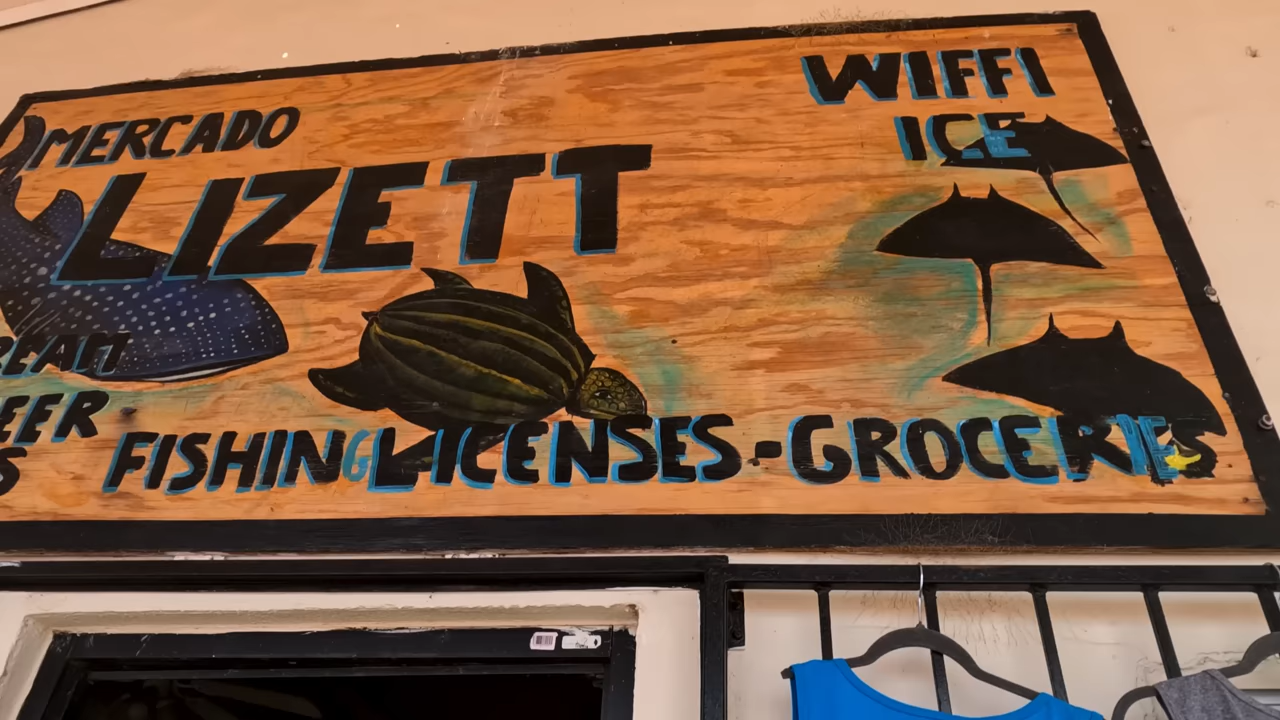 MERCADO
LIZETT
WIFFI
ICE
FISHING LICENSES - GROCERIES